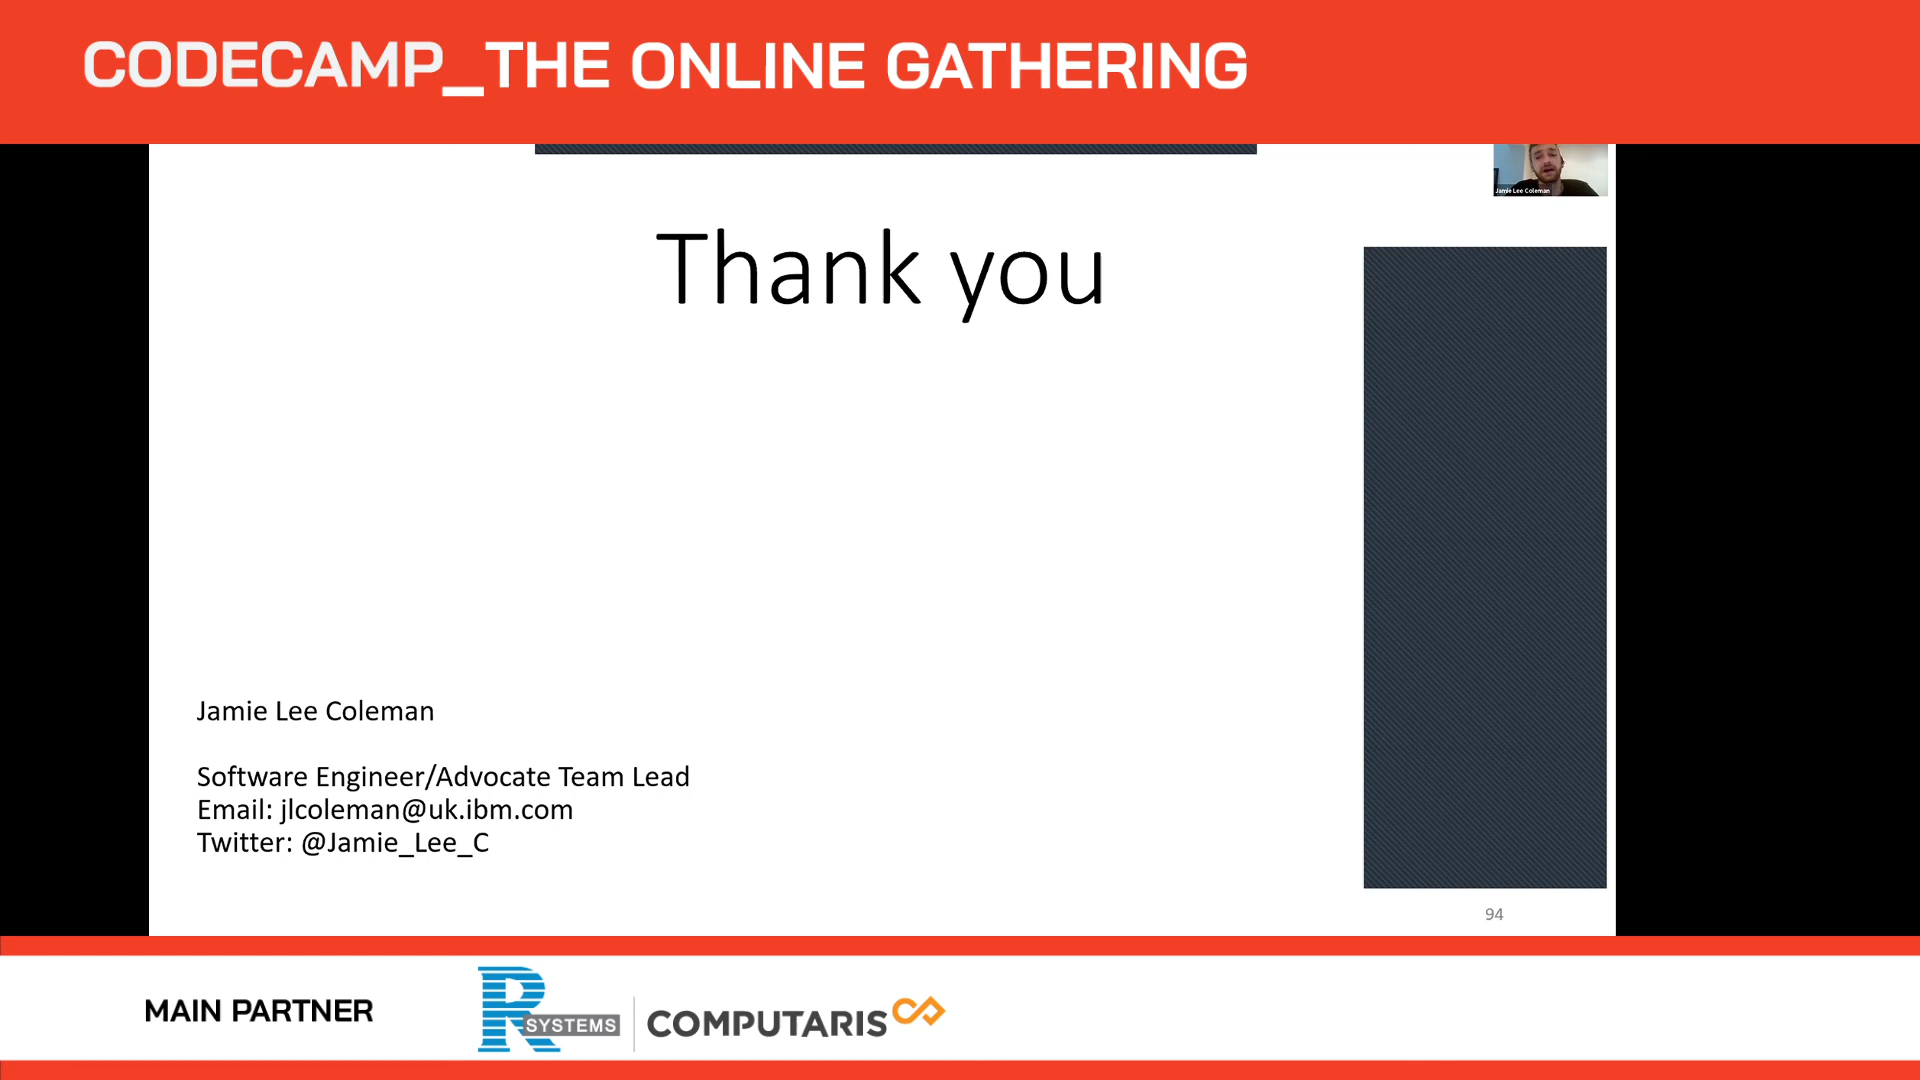 CODECAMP_THE ONLINE GATHERING
Jamie Lee Coleman
Thank you
Jamie Lee Coleman
Software Engineer/Advocate Team Lead
Email: jlcoleman@uk.ibm.com
Twitter: @Jamie_Lee_C
94
MAIN PARTNER
R SYSTEMS
COMPUTARIS